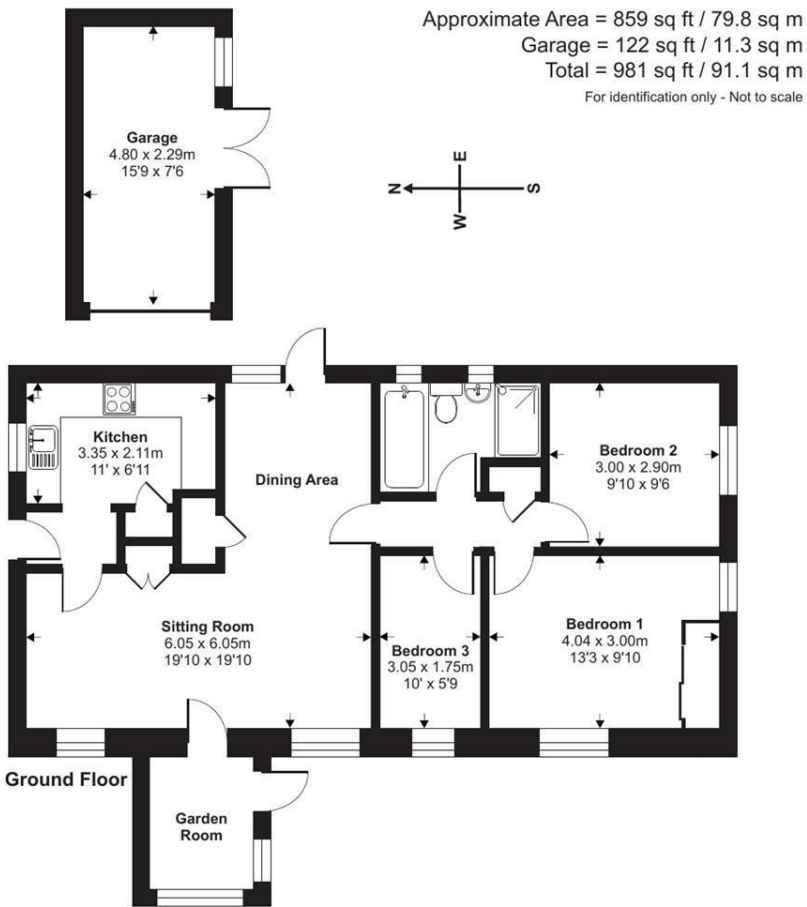 Approximate Area = 859 sq ft / 79.8 sq m
Garage = 122 sq ft / 11.3 sq m
Total = 981 sq ft / 91.1 sq m
For identification only - Not to scale
Garage
4.80 x 2.29m
15'9 x 7'6
E
N
S
W
Kitchen
3.35 x 2.11m
11' x 6'11
Dining Area
Bedroom 2
3.00 x 2.90m
9'10 x 9'6
Sitting Room
6.05 x 6.05m
19'10 x 19'10
Bedroom 3
3.05 x 1.75m
10' x 5'9
Bedroom 1
4.04 x 3.00m
13'3 x 9'10
Ground Floor
Garden
Room